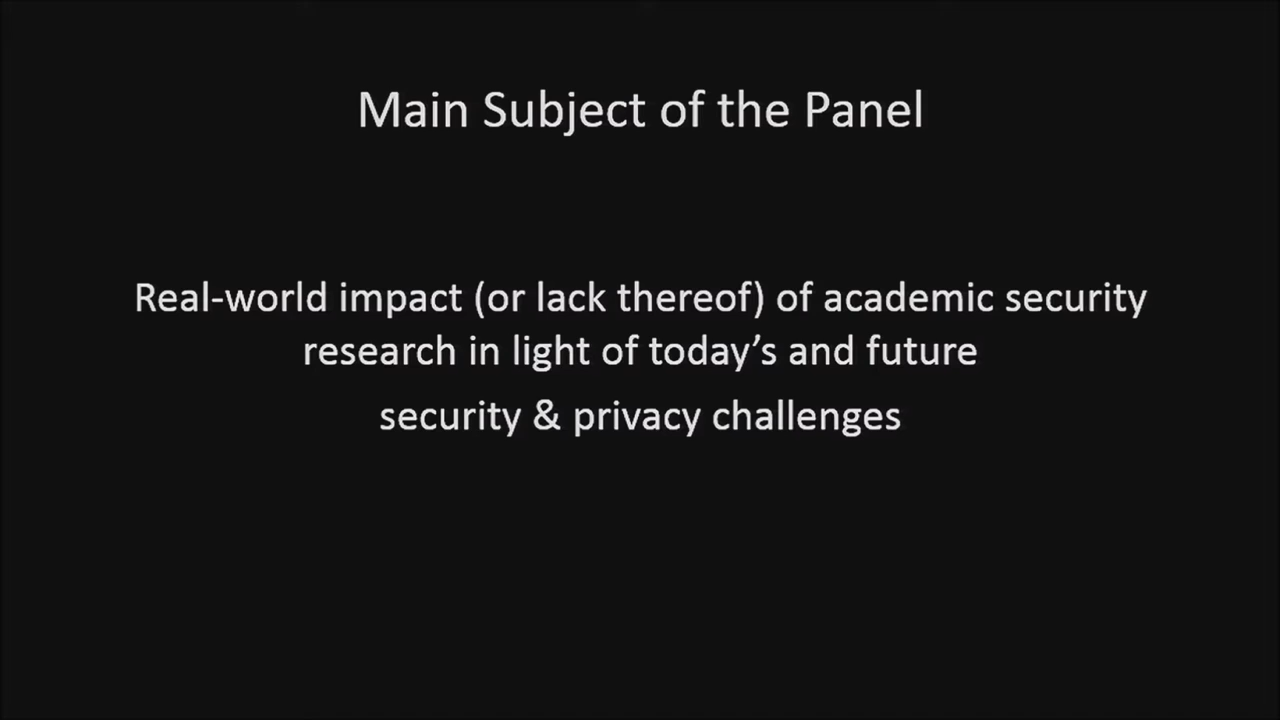 Main Subject of the Panel
Real-world impact (or lack thereof) of academic security
research in light of today’s and future
security & privacy challenges